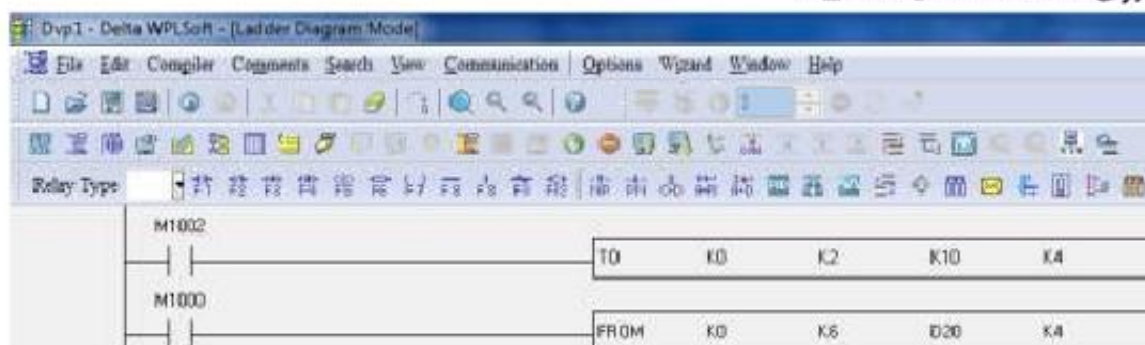 Dvp1 - Delta WPLSoft - [Ladder Diagram Mode]
File Edit Compiler Comments Search View Communication Options Wizard Window Help
Relay Type
M1002
TO K0 K2 K10 K4
M1000
FROM K0 K6 D20 K4